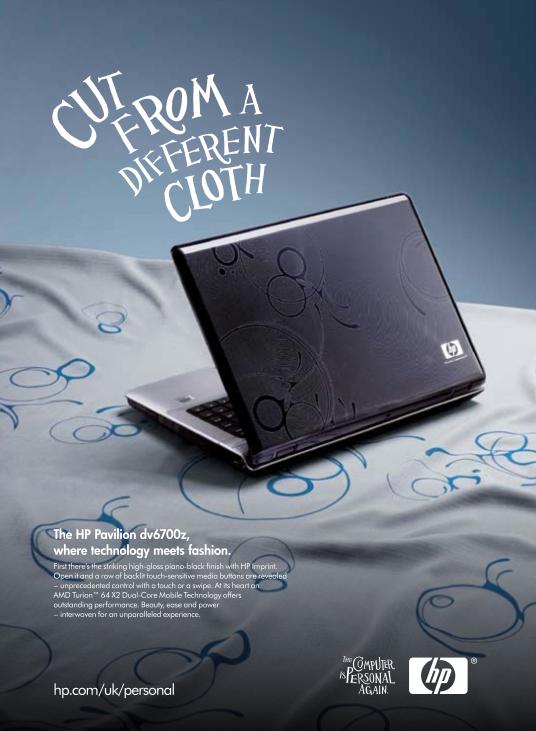 CUT
FROM A
DIFFERENT
CLOTH
hp
The HP Pavilion dv6700z,
where technology meets fashion.
First there's the striking high-gloss piano-black finish with HP Imprint.
Open it and a row of backlit touch-sensitive media buttons are revealed
– unprecedented control with a touch or a swipe. At its heart an
AMD Turion™ 64 X2 Dual-Core Mobile Technology offers
outstanding performance. Beauty, ease and power
– interwoven for an unparalleled experience.
hp.com/uk/personal
THE COMPUTER
IS PERSONAL
AGAIN.
hp®